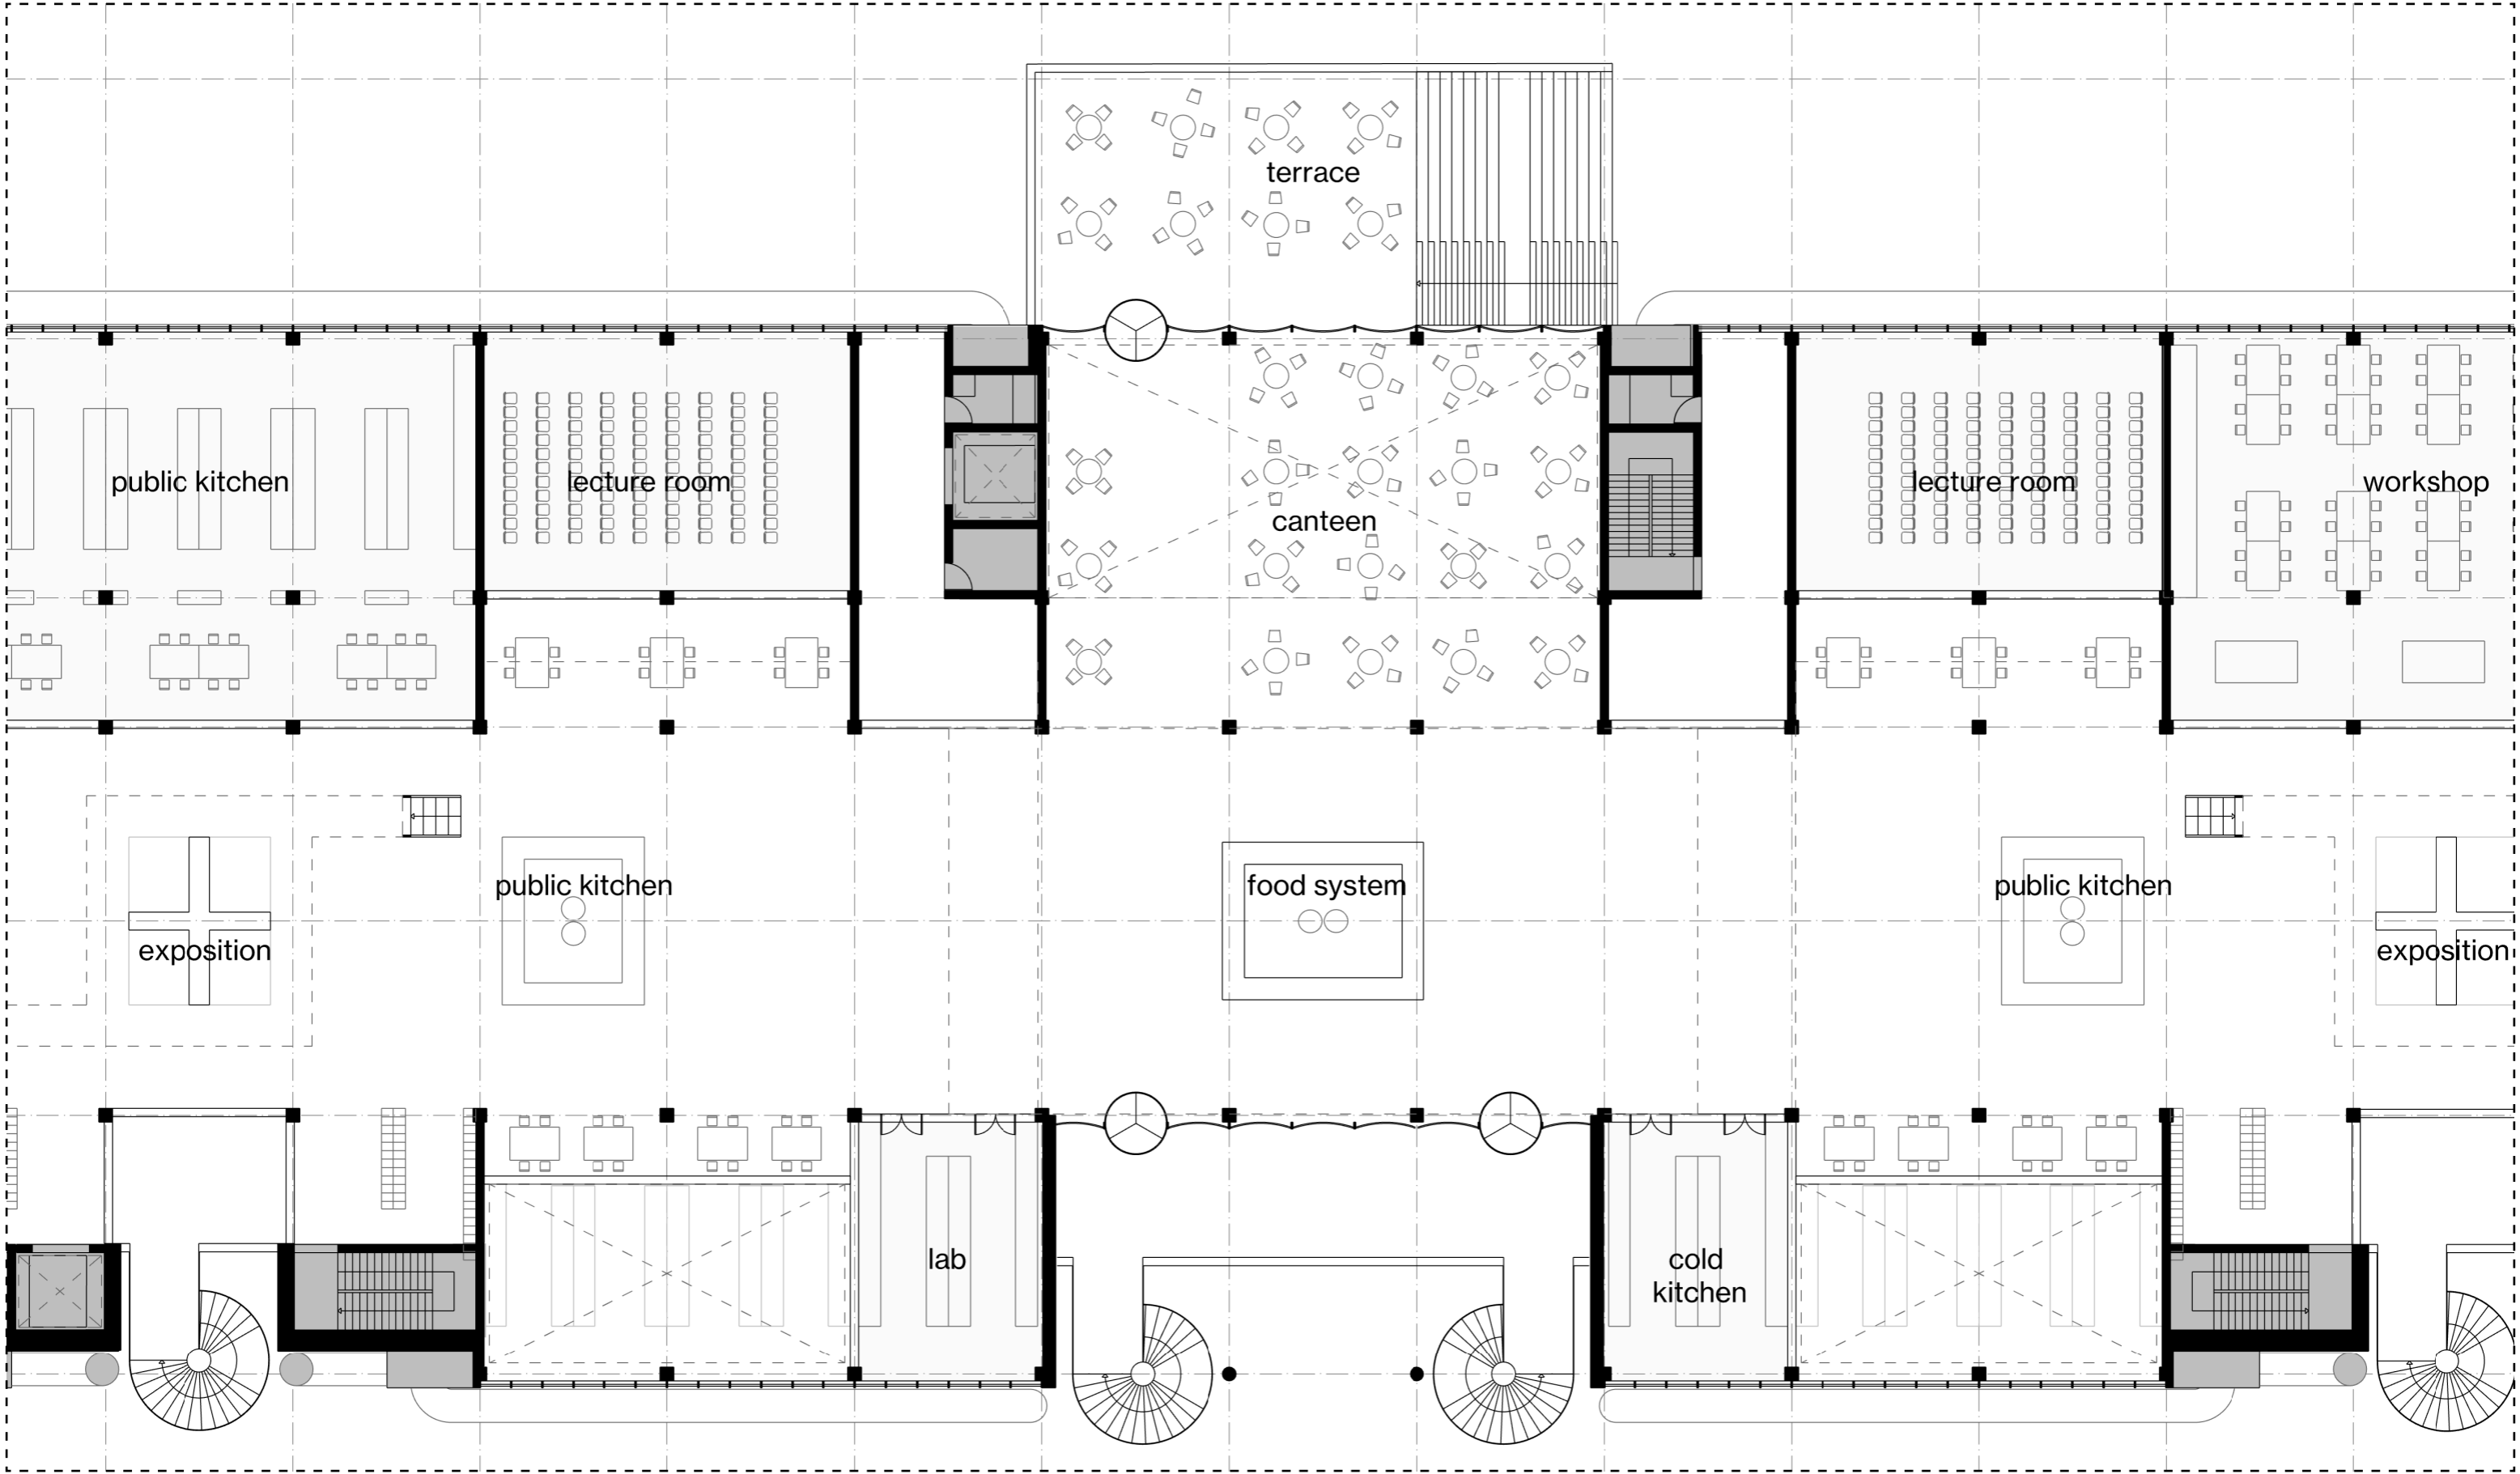 terrace
public kitchen
lecture room
canteen
lecture room
workshop
public kitchen
food system
public kitchen
exposition
exposition
lab
cold
kitchen